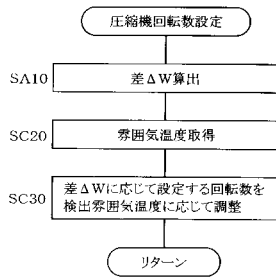 圧縮機回転数設定
SA10
差ΔW算出
SC20
雰囲気温度取得
SC30
差ΔWに応じて設定する回転数を
検出雰囲気温度に応じて調整
リターン